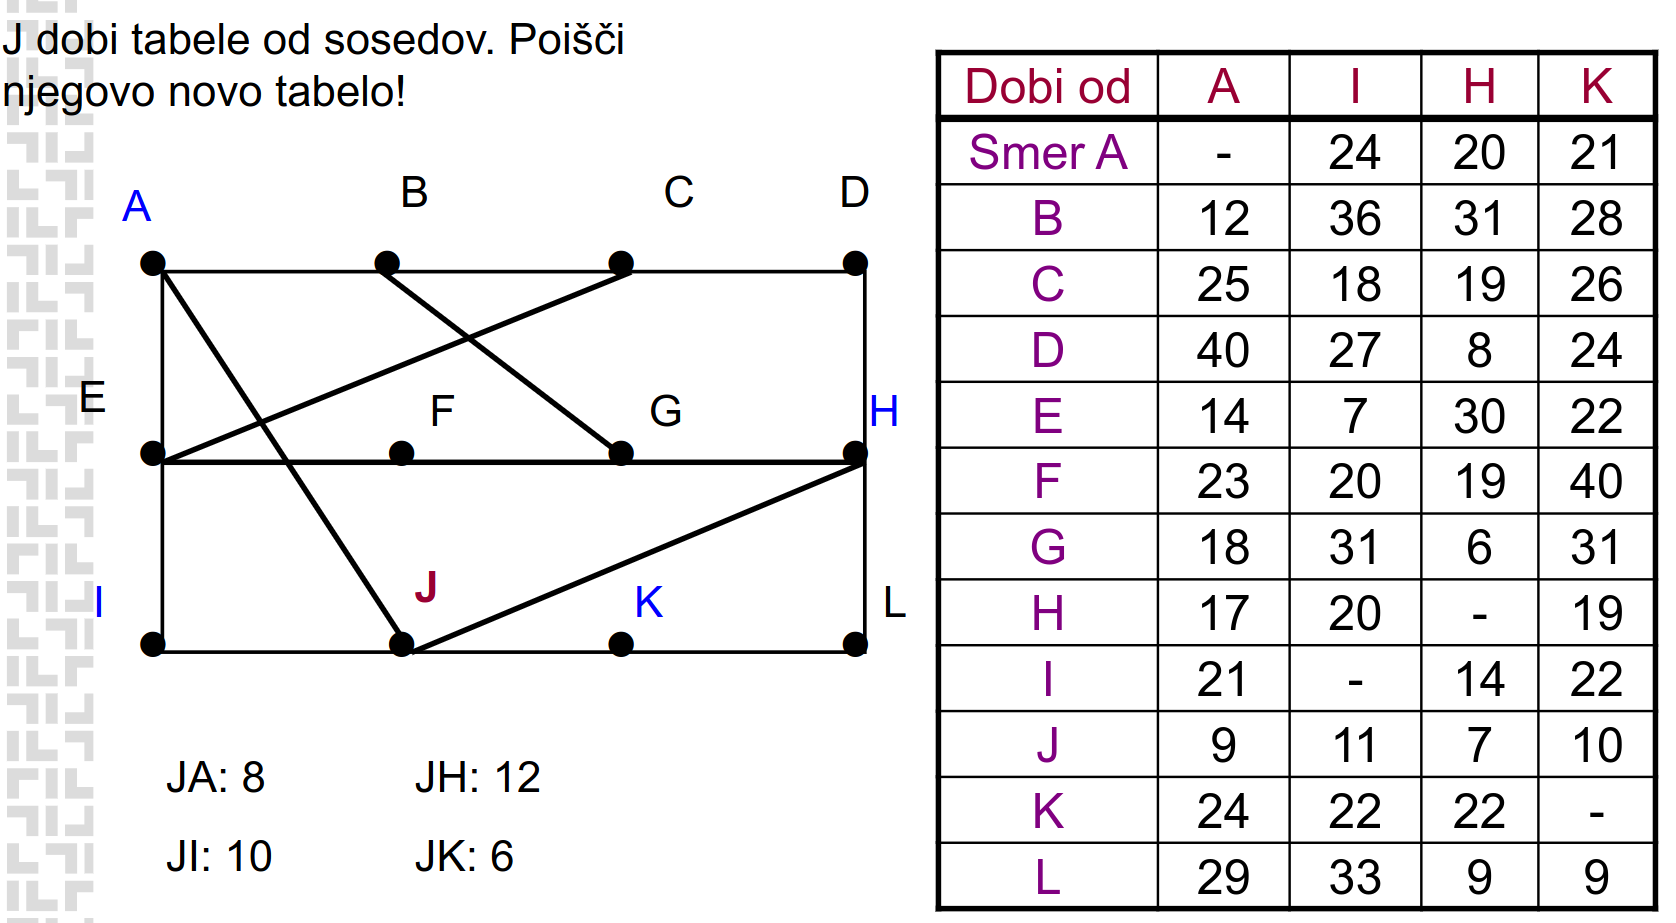 J dobi tabele od sosedov. Poišči
njegovo novo tabelo!
A B C D
E F G H
I J K L
JA: 8 JH: 12
JI: 10 JK: 6
Dobi od A I H K
Smer A - 24 20 21
B 12 36 31 28
C 25 18 19 26
D 40 27 8 24
E 14 7 30 22
F 23 20 19 40
G 18 31 6 31
H 17 20 - 19
I 21 - 14 22
J 9 11 7 10
K 24 22 22 -
L 29 33 9 9